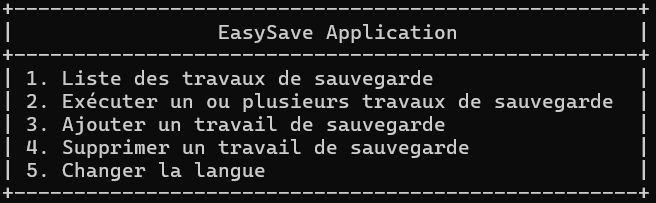 EasySave Application
1. Liste des travaux de sauvegarde
2. Exécuter un ou plusieurs travaux de sauvegarde
3. Ajouter un travail de sauvegarde
4. Supprimer un travail de sauvegarde
5. Changer la langue